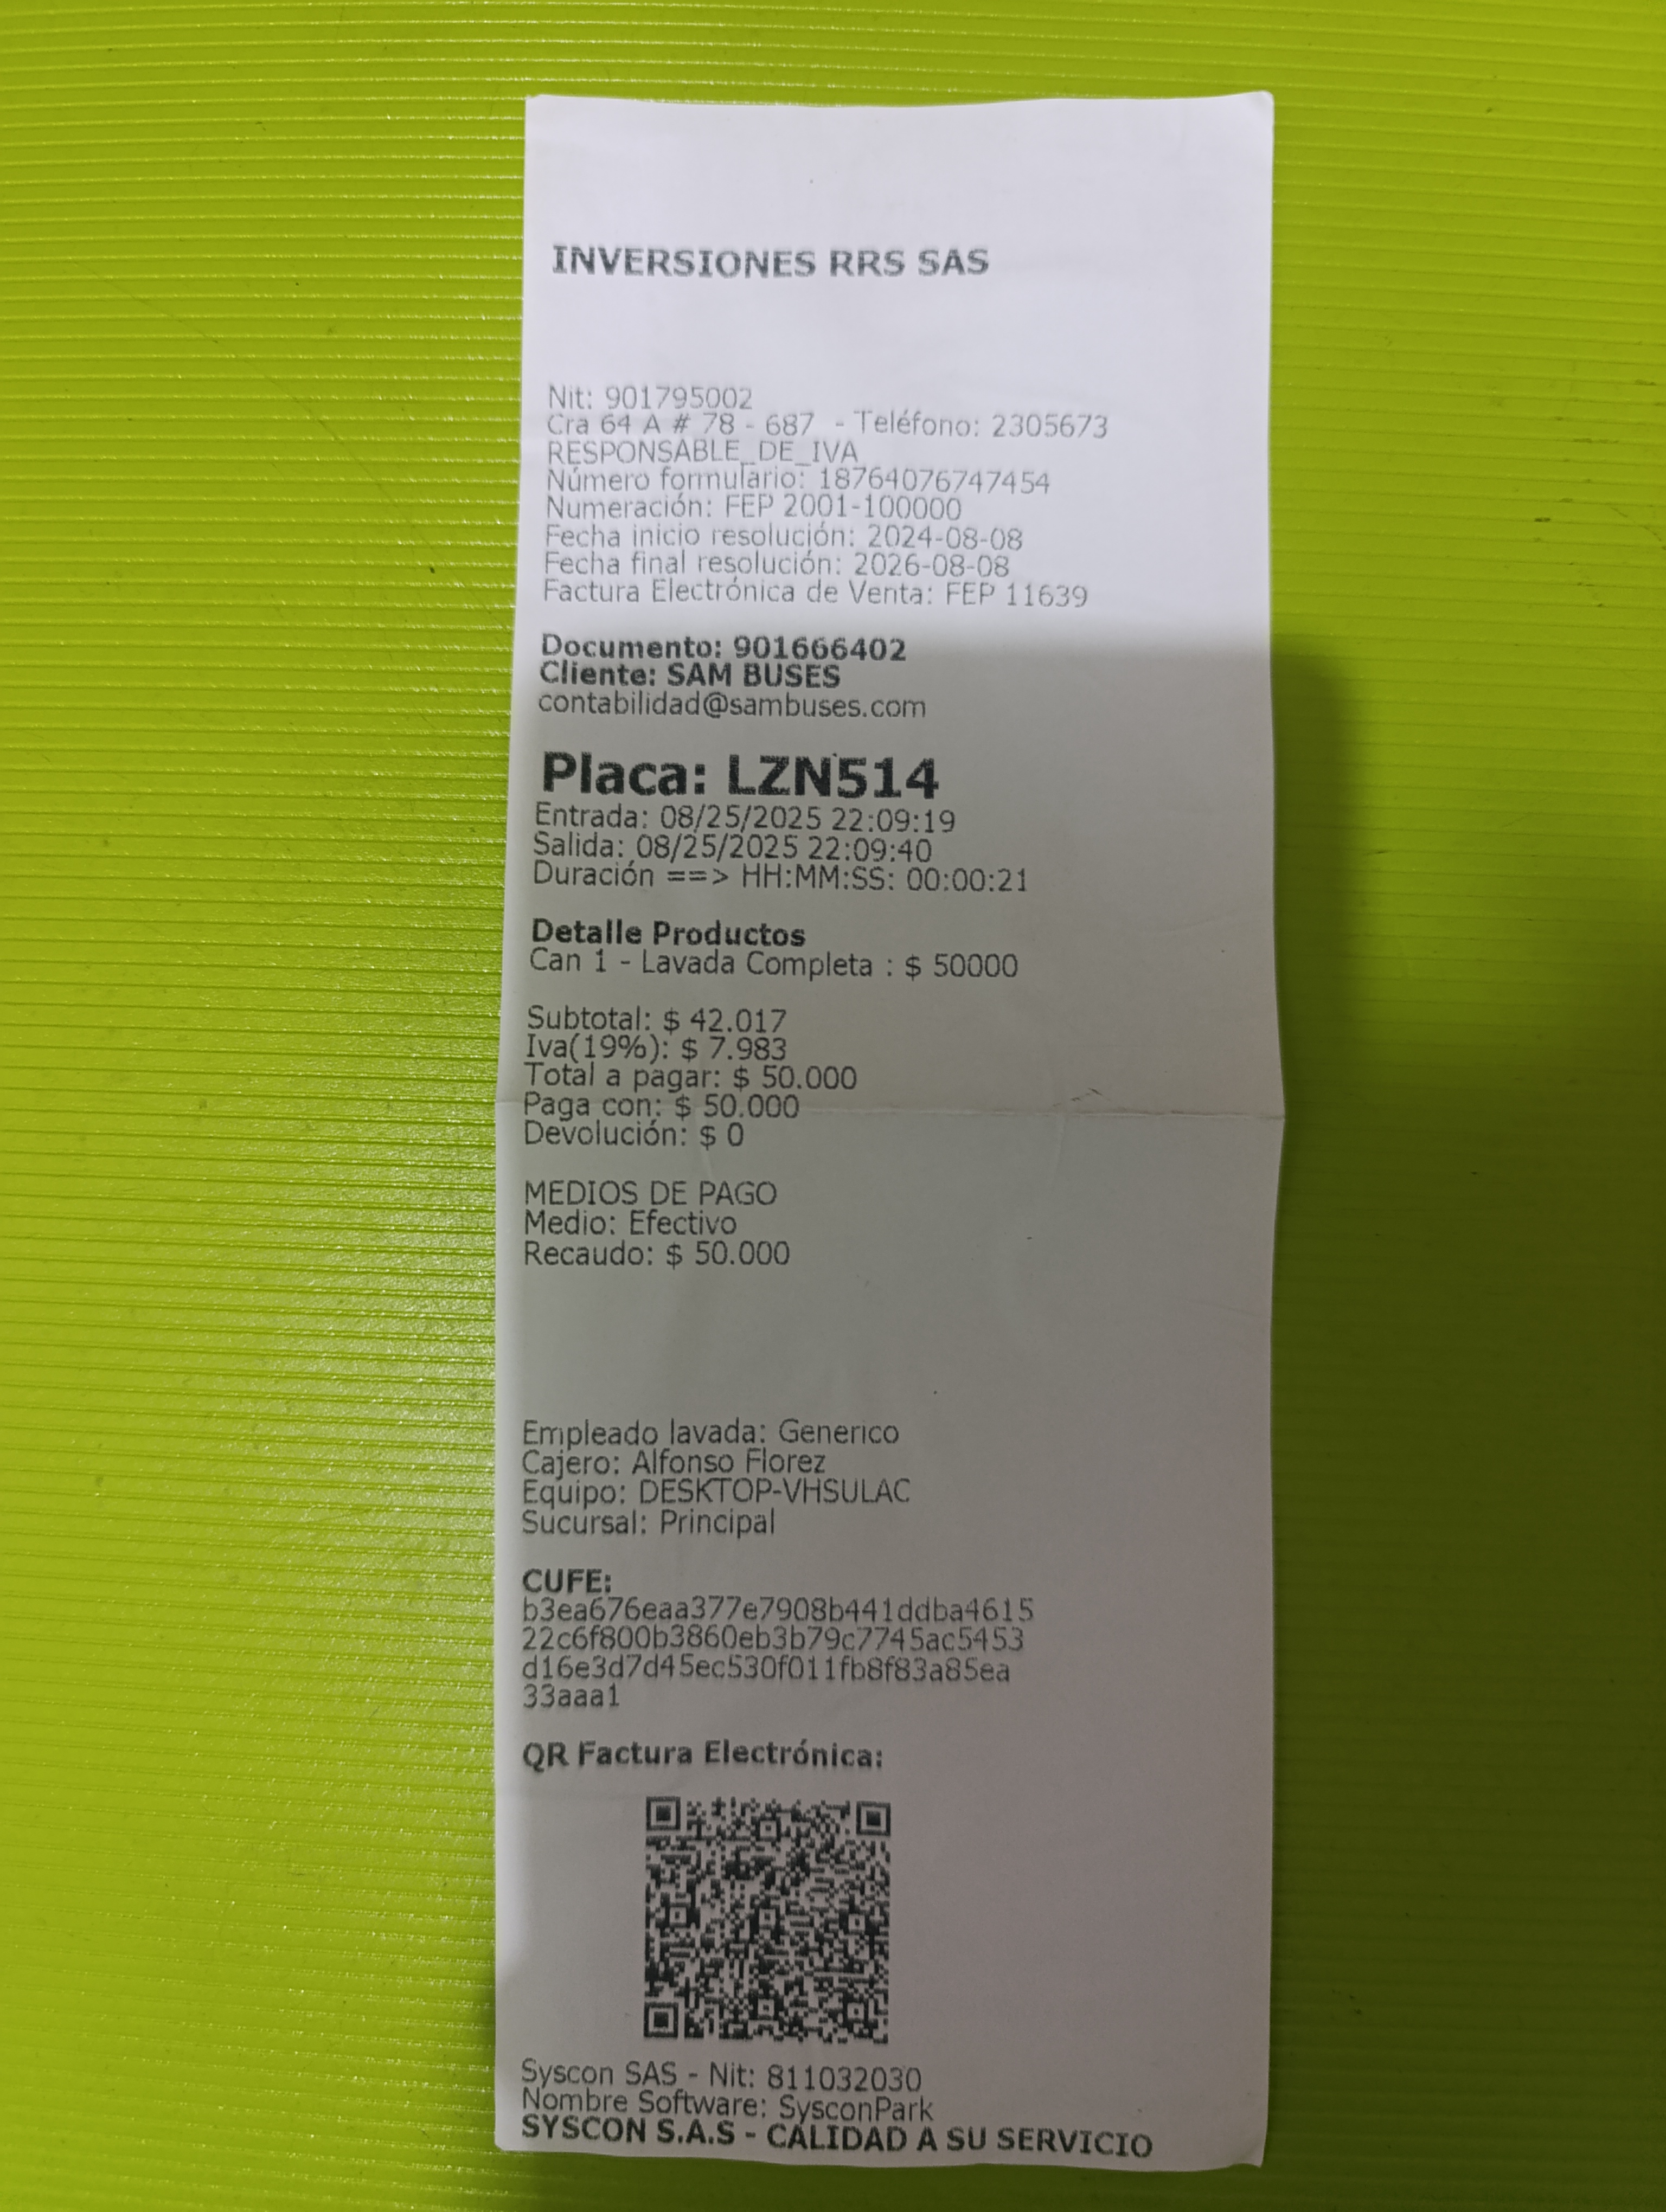 INVERSIONES RRS SAS
Nit: 901795002
Cra 64 A # 78 - 687 - Teléfono: 2305673
RESPONSABLE_DE_IVA
Número formulario: 18764076747454
Numeración: FEP 2001-100000
Fecha inicio resolución: 2024-08-08
Fecha final resolución: 2026-08-08
Factura Electrónica de Venta: FEP 11639
Documento: 901666402
Cliente: SAM BUSES
contabilidad@sambuses.com
Placa: LZN514
Entrada: 08/25/2025 22:09:19
Salida: 08/25/2025 22:09:40
Duración ==> HH:MM:SS: 00:00:21
Detalle Productos
Can 1 - Lavada Completa : $ 50000
Subtotal: $ 42.017
Iva(19%): $ 7.983
Total a pagar: $ 50.000
Paga con: $ 50.000
Devolución: $ 0
MEDIOS DE PAGO
Medio: Efectivo
Recaudo: $ 50.000
Empleado lavada: Generico
Cajero: Alfonso Florez
Equipo: DESKTOP-VHSULAC
Sucursal: Principal
CUFE:
b3ea676eaa377e7908b441ddba4615
22c6f800b3860eb3b79c7745ac5453
d16e3d7d45ec530f011fb8f83a85ea
33aaa1
QR Factura Electrónica:
Syscon SAS - Nit: 811032030
Nombre Software: SysconPark
SYSCON S.A.S - CALIDAD A SU SERVICIO